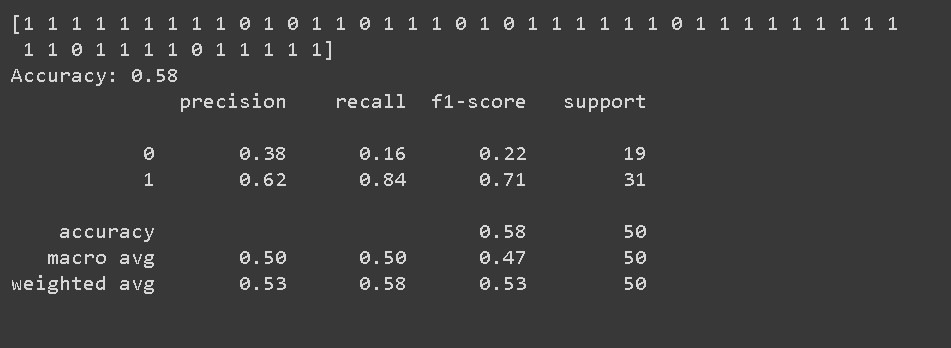 [1 1 1 1 1 1 1 1 1 0 1 0 1 1 0 1 1 1 0 1 0 1 1 1 1 1 1 0 1 1 1 1 1 1 1 1 1
1 1 0 1 1 1 1 0 1 1 1 1 1]
Accuracy: 0.58
precision recall f1-score support
0 0.38 0.16 0.22 19
1 0.62 0.84 0.71 31
accuracy 0.58 50
macro avg 0.50 0.50 0.47 50
weighted avg 0.53 0.58 0.53 50